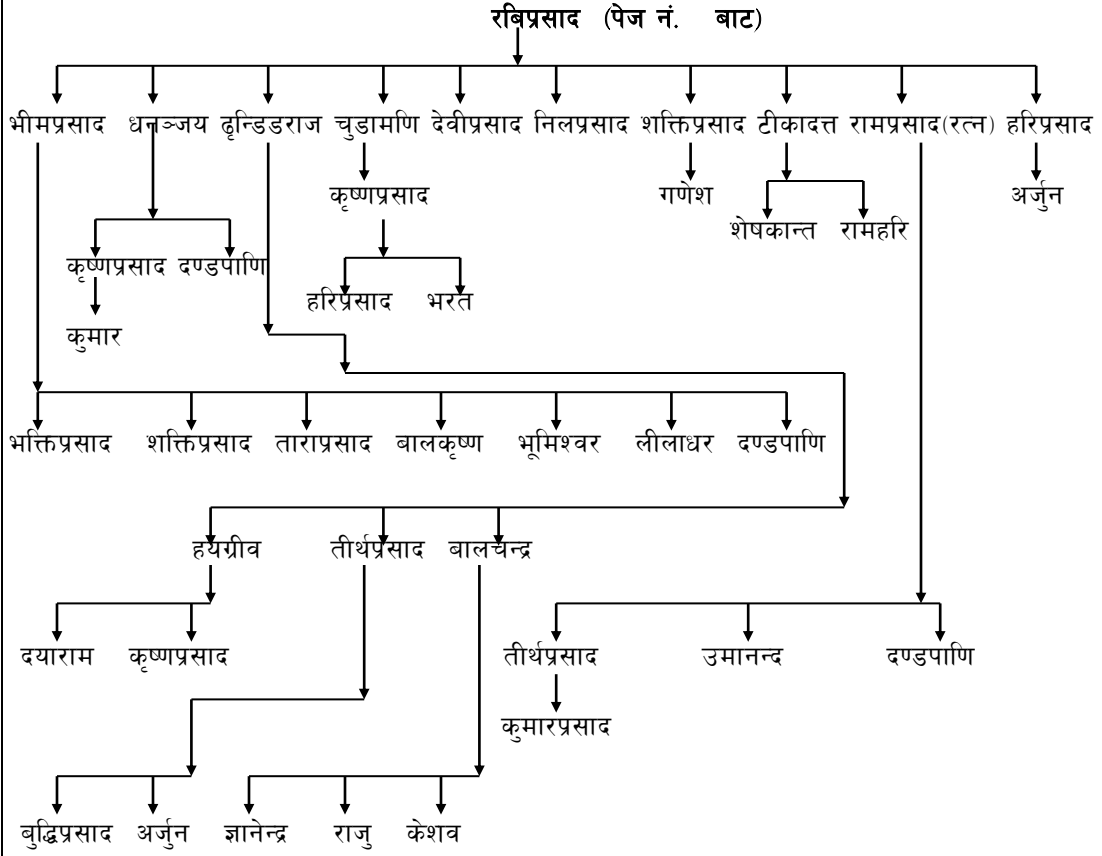 रबिप्रसाद (पेज नं. बाट)
भीमप्रसाद धनञ्जय ढृन्डिडराज चुडामणि देवीप्रसाद निलप्रसाद शक्तिप्रसाद टीकादत्त रामप्रसाद(रत्न) हरिप्रसाद
कृष्णप्रसाद गणेश अर्जुन
शेषकान्त रामहरि
कृष्णप्रसाद दण्डपाणि
हरिप्रसाद भरत
कुमार
भक्तिप्रसाद शक्तिप्रसाद ताराप्रसाद बालकृष्ण भूमिश्वर लीलाधर दण्डपाणि
हयग्रीव तीर्थप्रसाद बालचन्द्र
दयाराम कृष्णप्रसाद तीर्थप्रसाद उमानन्द दण्डपाणि
कुमारप्रसाद
बुद्धिप्रसाद अर्जुन ज्ञानेन्द्र राजु केशव